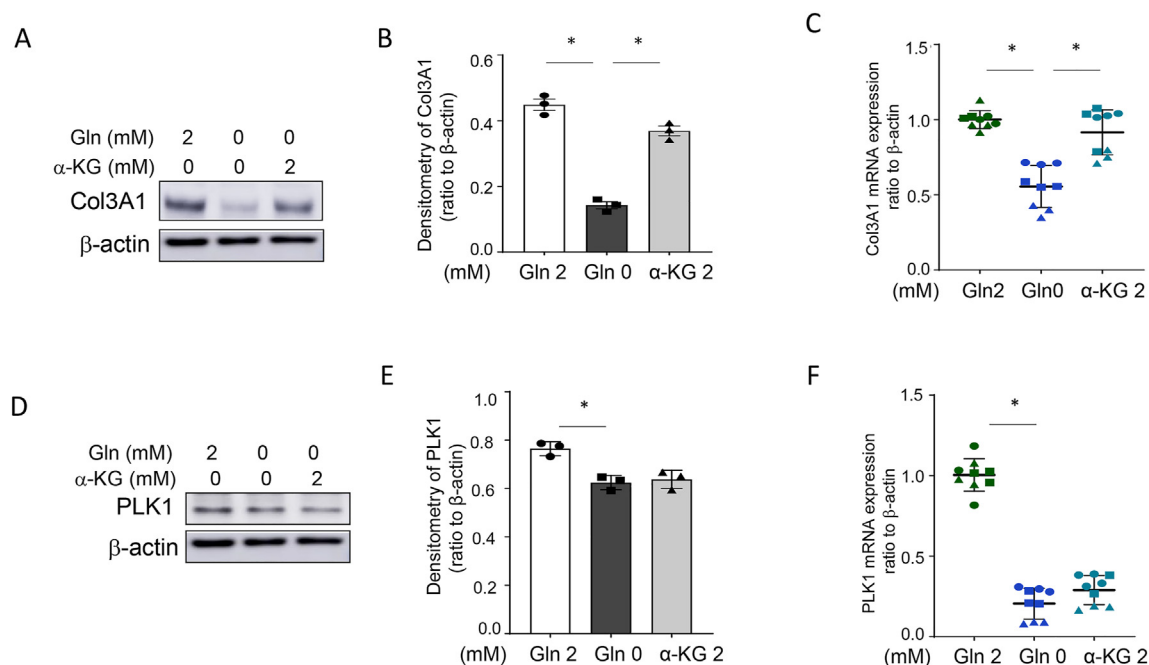 A
Gln (mM) 2 0 0
α-KG (mM) 0 0 2
Col3A1
β-actin
B
* *
Densitometry of Col3A1
(ratio to β-actin)
0.6
0.4
0.2
0.0
(mM) Gln 2 Gln 0 α-KG 2
C
* *
Col3A1 mRNA expression
ratio to β-actin
1.5
1.0
0.5
0.0
(mM) Gln2 Gln0 α-KG 2
D
Gln (mM) 2 0 0
α-KG (mM) 0 0 2
PLK1
β-actin
E
*
Densitometry of PLK1
(ratio to β-actin)
1.0
0.8
0.6
0.4
0.2
0.0
(mM) Gln 2 Gln 0 α-KG 2
F
*
PLK1 mRNA expression
ratio to β-actin
1.5
1.0
0.5
0.0
(mM) Gln 2 Gln 0 α-KG 2